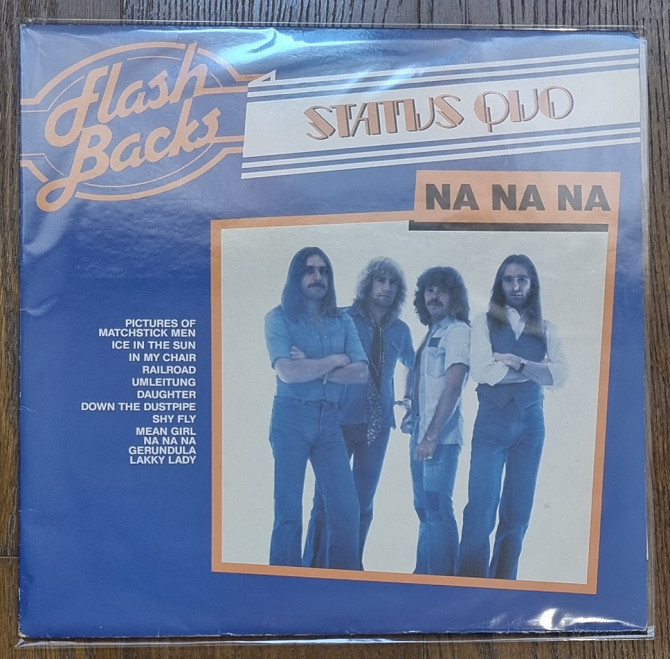 Flash
Backs
STATUS QUO
NA NA NA
PICTURES OF
MATCHSTICK MEN
ICE IN THE SUN
IN MY CHAIR
RAILROAD
UMLEITUNG
DAUGHTER
DOWN THE DUSTPIPE
SHY FLY
MEAN GIRL
NA NA NA
GERUNDULA
LAKKY LADY